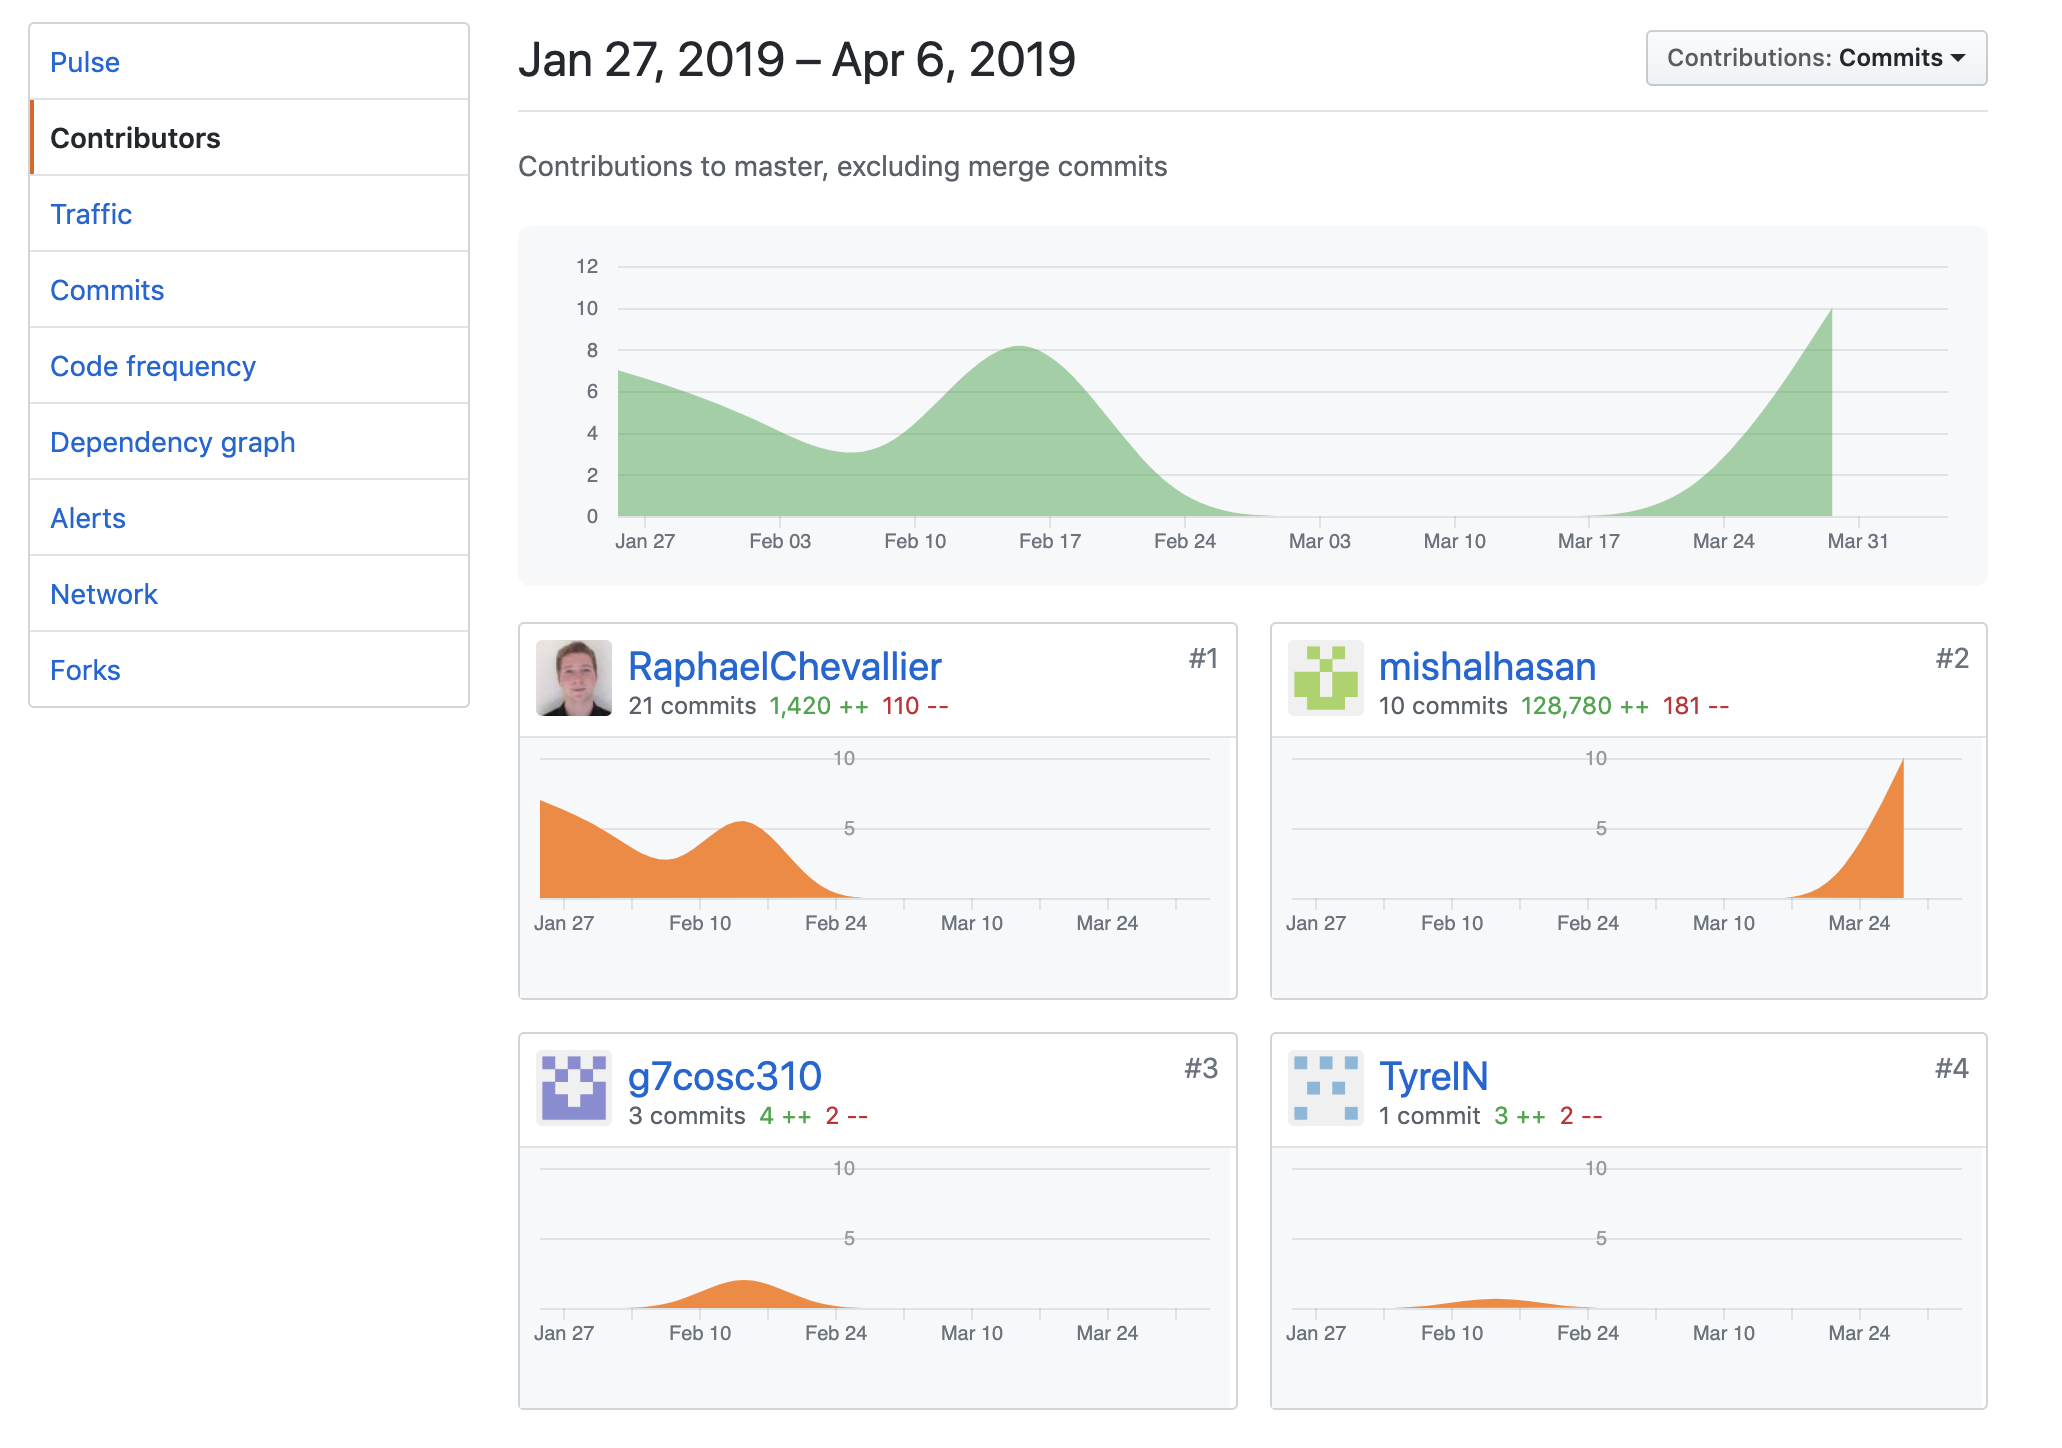 Pulse
Contributors
Traffic
Commits
Code frequency
Dependency graph
Alerts
Network
Forks
Jan 27, 2019 – Apr 6, 2019
Contributions: Commits
Contributions to master, excluding merge commits
12
10
8
6
4
2
0
Jan 27 Feb 03 Feb 10 Feb 17 Feb 24 Mar 03 Mar 10 Mar 17 Mar 24 Mar 31
RaphaelChevallier #1
21 commits 1,420 ++ 110 --
10
5
Jan 27 Feb 10 Feb 24 Mar 10 Mar 24
mishalhasan #2
10 commits 128,780 ++ 181 --
10
5
Jan 27 Feb 10 Feb 24 Mar 10 Mar 24
g7cosc310 #3
3 commits 4 ++ 2 --
10
5
Jan 27 Feb 10 Feb 24 Mar 10 Mar 24
TyrelN #4
1 commit 3 ++ 2 --
10
5
Jan 27 Feb 10 Feb 24 Mar 10 Mar 24